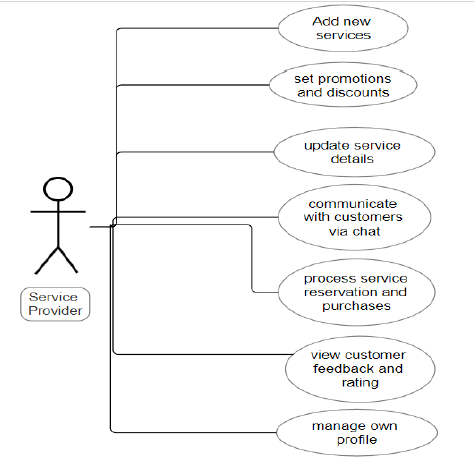 Add new
services
set promotions
and discounts
update service
details
communicate
with customers
via chat
process service
reservation and
purchases
view customer
feedback and
rating
manage own
profile
Service
Provider